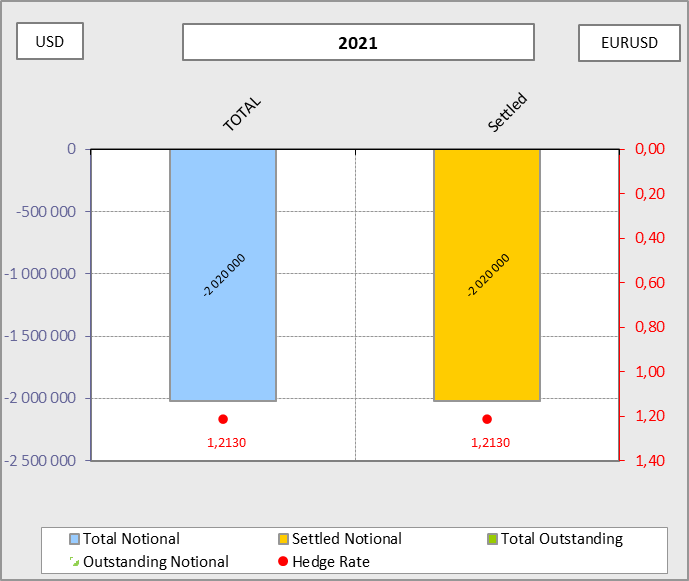 USD
2021
EURUSD
TOTAL
Settled
0
-500 000
-1 000 000
-1 500 000
-2 000 000
-2 500 000
-2 020 000
-2 020 000
1,2130
1,2130
0,00
0,20
0,40
0,60
0,80
1,00
1,20
1,40
Total Notional
Settled Notional
Total Outstanding
Outstanding Notional
Hedge Rate